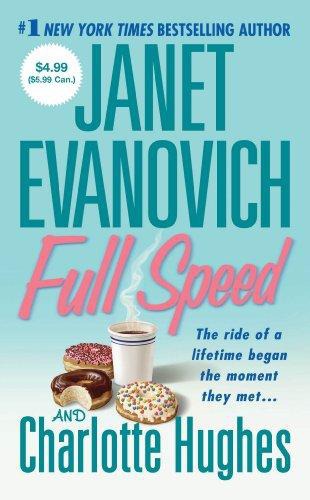 #1 NEW YORK TIMES BESTSELLING AUTHOR
$4.99
($5.99 Can.)
JANET
EVANOVICH
Full Speed
The ride of a
lifetime began
the moment
they met...
AND
Charlotte Hughes